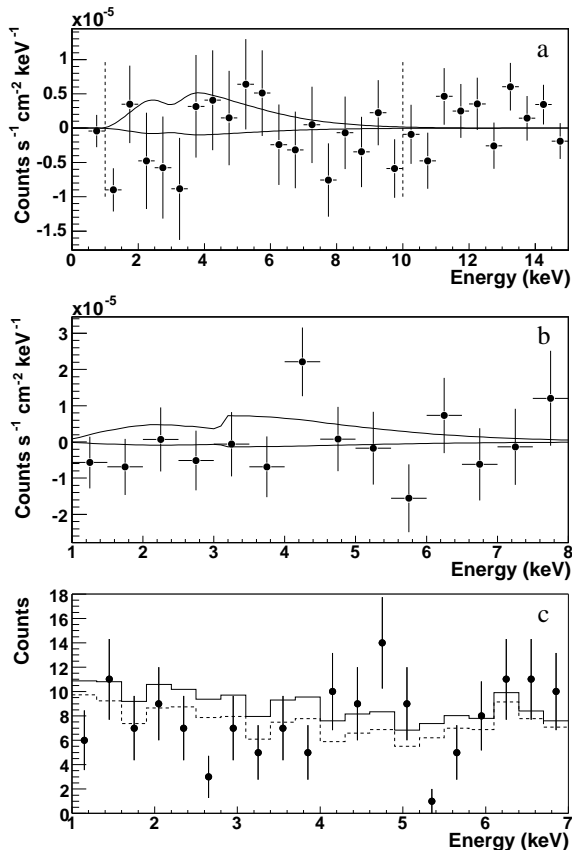 x10^-5
a
Counts s^-1 cm^-2 keV^-1
1
0.5
0
-0.5
-1
-1.5
0 2 4 6 8 10 12 14
Energy (keV)
x10^-5
b
Counts s^-1 cm^-2 keV^-1
3
2
1
0
-1
-2
1 2 3 4 5 6 7 8
Energy (keV)
c
Counts
18
16
14
12
10
8
6
4
2
0
1 2 3 4 5 6 7
Energy (keV)